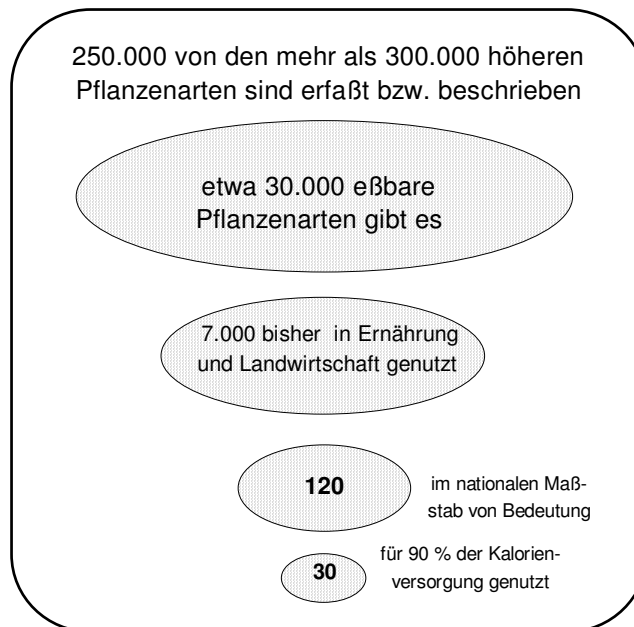 250.000 von den mehr als 300.000 höheren
Pflanzenarten sind erfaßt bzw. beschrieben
etwa 30.000 eßbare
Pflanzenarten gibt es
7.000 bisher in Ernährung
und Landwirtschaft genutzt
120
im nationalen Maß-
stab von Bedeutung
30
für 90 % der Kalorien-
versorgung genutzt